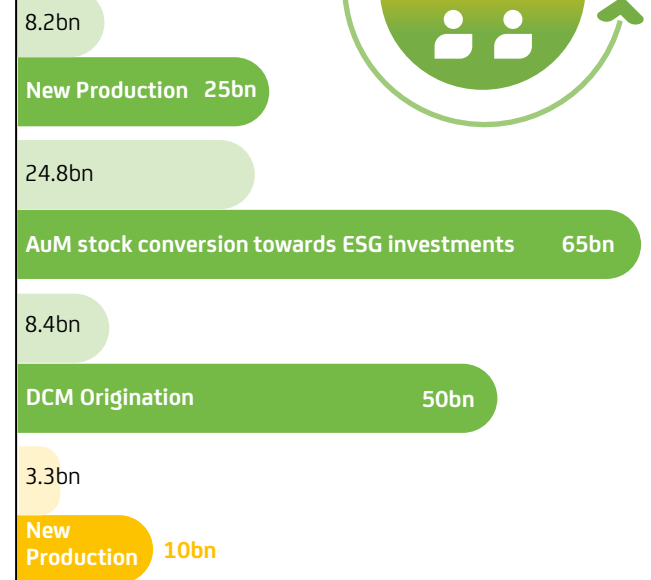 8.2bn
New Production 25bn
24.8bn
AuM stock conversion towards ESG investments 65bn
8.4bn
DCM Origination 50bn
3.3bn
New
Production 10bn